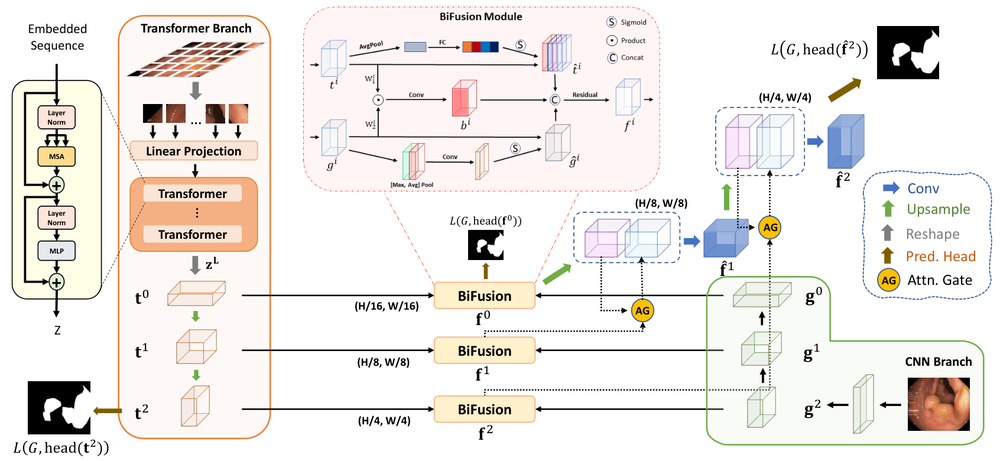 Embedded
Sequence
Layer
Norm
MSA
Layer
Norm
MLP
Z
Transformer Branch
...
Linear Projection
Transformer
⋮
Transformer
z^L
t^0
t^1
t^2
L(G, head(t^2))
BiFusion Module
AvgPool
FC
S
t^i
W_1^i
t̂^i
Conv
b^i
C
Residual
f^i
W_2^i
g^i
[Max, Avg] Pool
Conv
S
ĝ^i
S Sigmoid
Product
C Concat
L(G, head(f^0))
(H/16, W/16)
BiFusion
f^0
(H/8, W/8)
BiFusion
f^1
(H/4, W/4)
BiFusion
f^2
(H/8, W/8)
AG
f̂^1
(H/4, W/4)
AG
f̂^2
L(G, head(f̂^2))
Conv
Upsample
Reshape
Pred. Head
AG Attn. Gate
g^0
g^1
g^2
CNN Branch